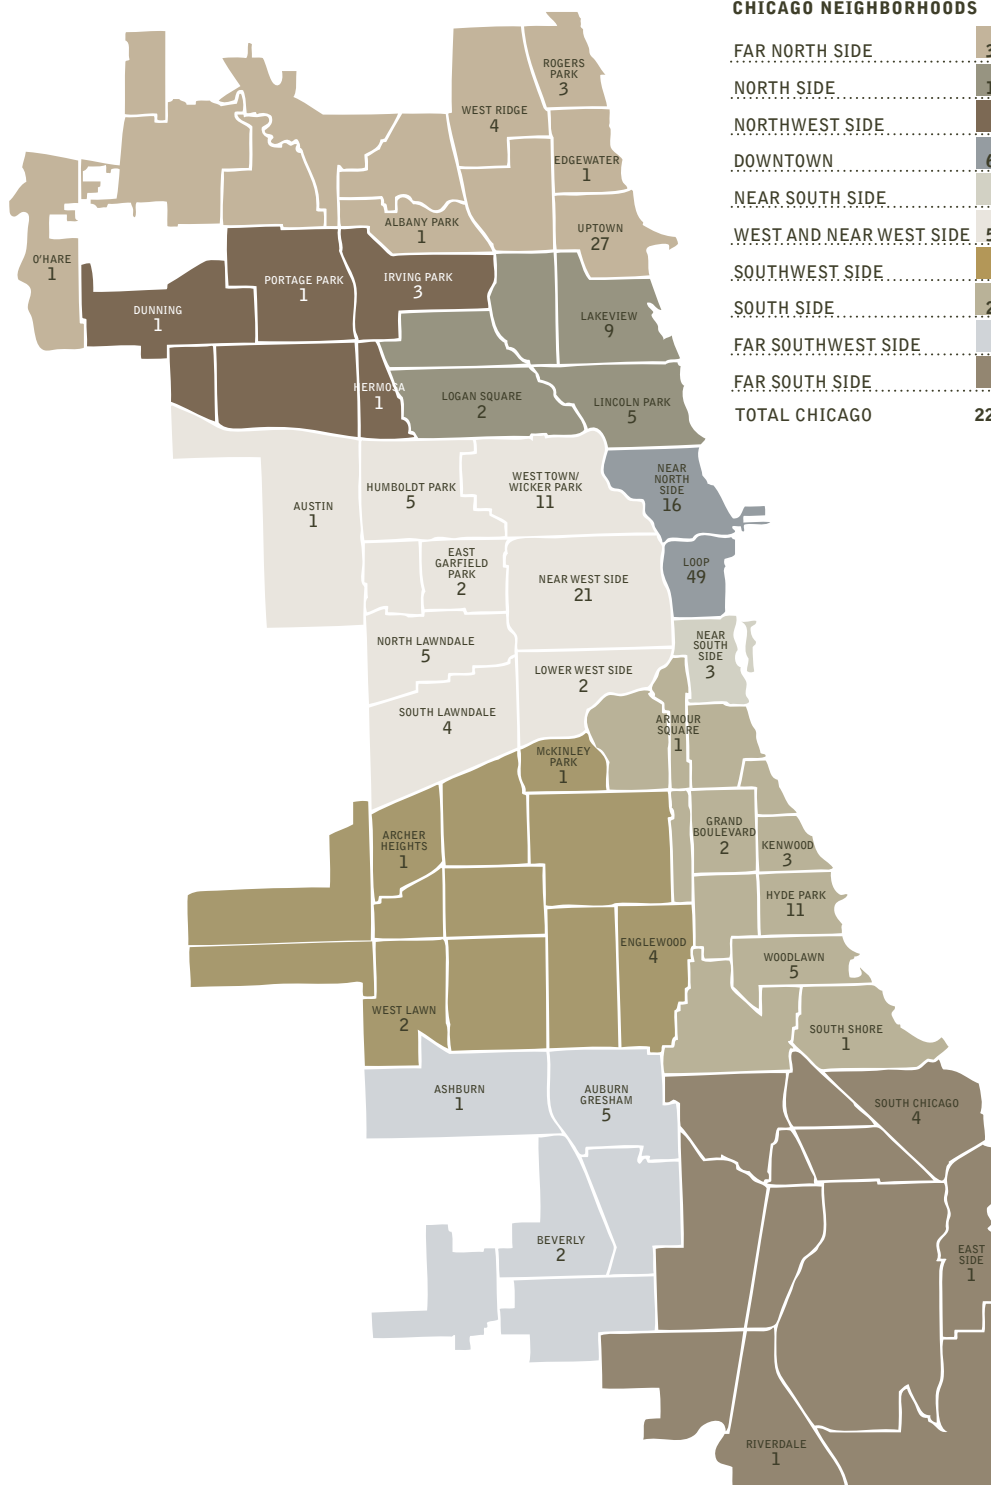 CHICAGO NEIGHBORHOODS
FAR NORTH SIDE
NORTH SIDE
NORTHWEST SIDE
DOWNTOWN
NEAR SOUTH SIDE
WEST AND NEAR WEST SIDE
SOUTHWEST SIDE
SOUTH SIDE
FAR SOUTHWEST SIDE
FAR SOUTH SIDE
TOTAL CHICAGO
ROGERS
PARK
3
WEST RIDGE
4
EDGEWATER
1
ALBANY PARK
1
UPTOWN
27
O'HARE
1
PORTAGE PARK
1
IRVING PARK
3
DUNNING
1
LAKEVIEW
9
HERMOSA
1
LOGAN SQUARE
2
LINCOLN PARK
5
NEAR
NORTH
SIDE
16
HUMBOLDT PARK
5
WEST TOWN/
WICKER PARK
11
AUSTIN
1
EAST
GARFIELD
PARK
2
NEAR WEST SIDE
21
LOOP
49
NORTH LAWNDALE
5
NEAR
SOUTH
SIDE
3
LOWER WEST SIDE
2
SOUTH LAWNDALE
4
ARMOUR
SQUARE
1
McKINLEY
PARK
1
ARCHER
HEIGHTS
1
GRAND
BOULEVARD
2
KENWOOD
3
HYDE PARK
11
ENGLEWOOD
4
WOODLAWN
5
WEST LAWN
2
SOUTH SHORE
1
ASHBURN
1
AUBURN
GRESHAM
5
SOUTH CHICAGO
4
BEVERLY
2
EAST
SIDE
1
RIVERDALE
1